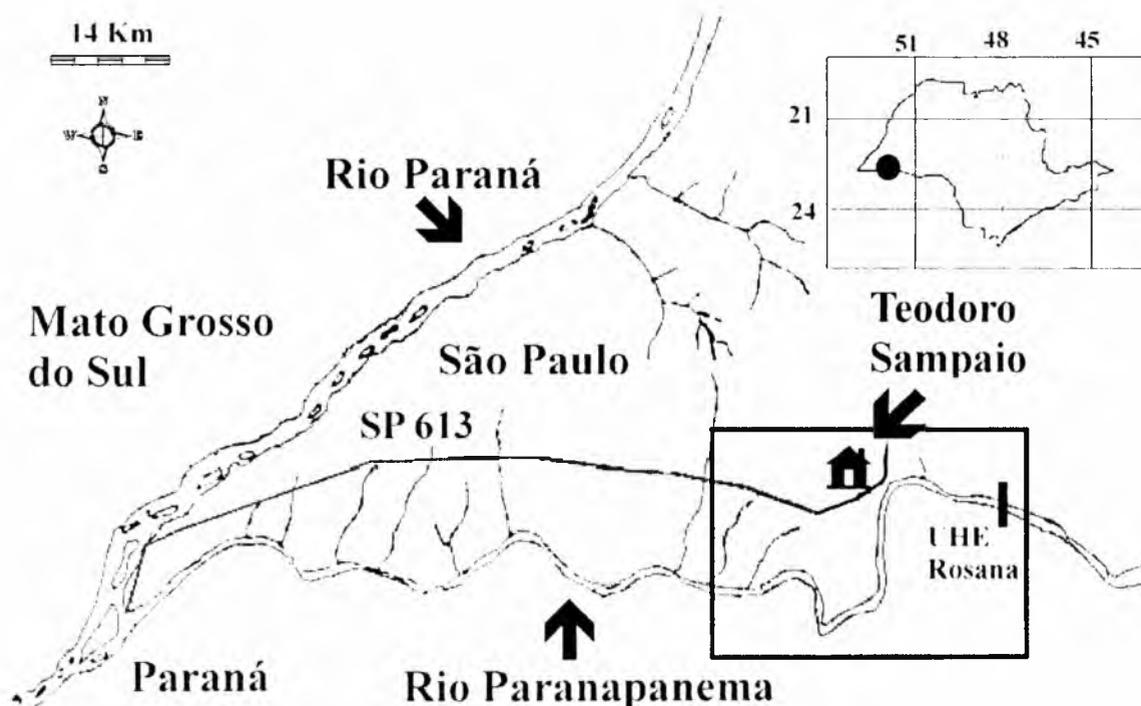 14 Km
N
W
E
S
51
48
45
21
24
Rio Paraná
Mato Grosso
do Sul
São Paulo
Teodoro
Sampaio
SP 613
UHE
Rosana
Paraná
Rio Paranapanema